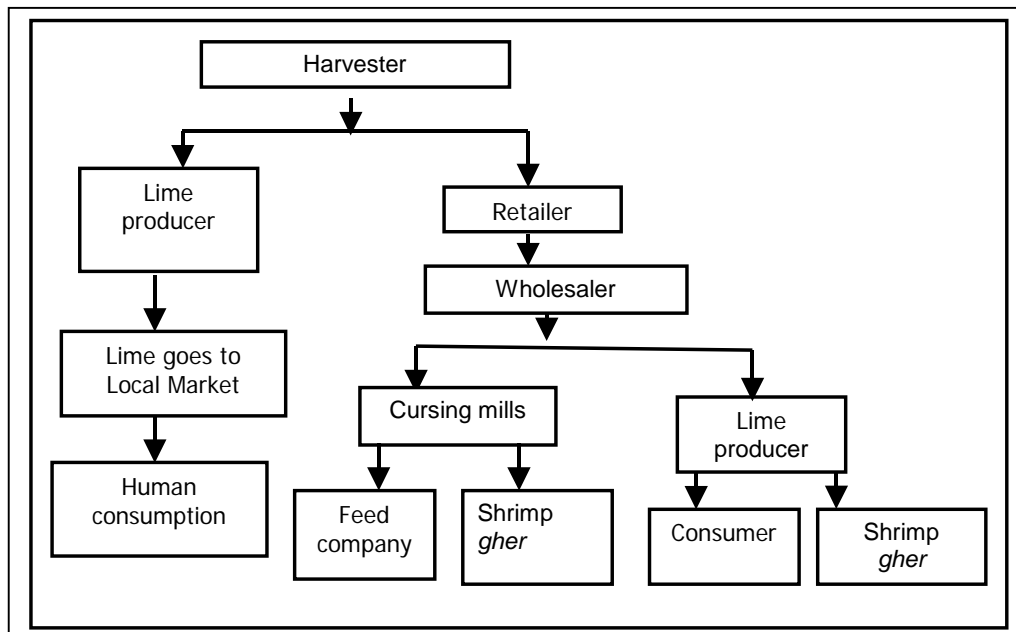 Harvester
Lime
producer
Retailer
Wholesaler
Lime goes to
Local Market
Cursing mills
Lime
producer
Human
consumption
Feed
company
Shrimp
gher
Consumer
Shrimp
gher